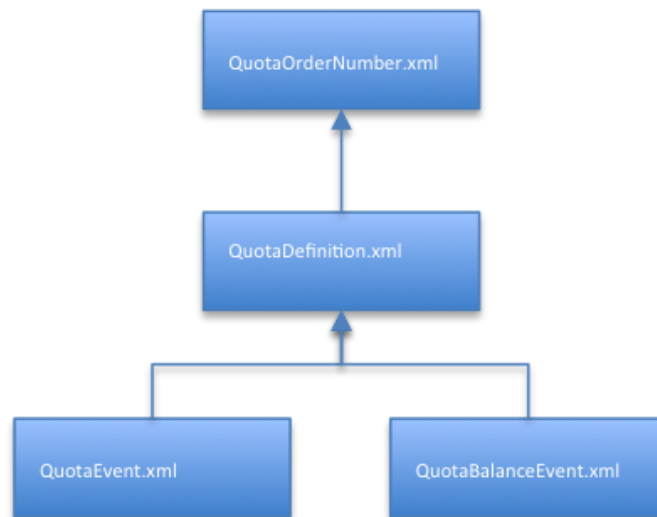 QuotaOrderNumber.xml
QuotaDefinition.xml
QuotaEvent.xml
QuotaBalanceEvent.xml